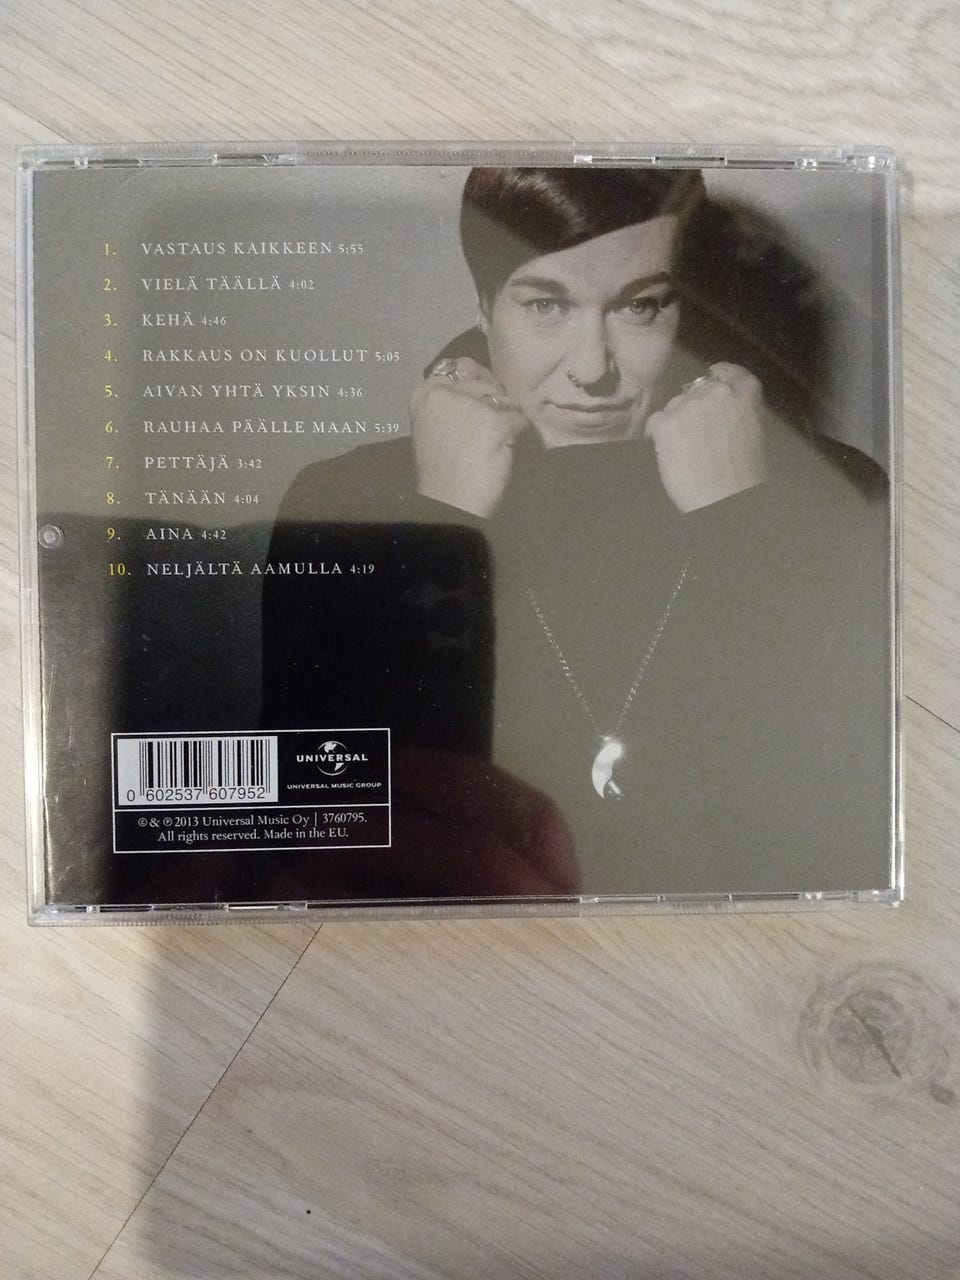 1. VASTAUS KAIKKEEN 5:55
2. VIELÄ TÄÄLLÄ 4:02
3. KEHÄ 4:46
4. RAKKAUS ON KUOLLUT 5:05
5. AIVAN YHTÄ YKSIN 4:36
6. RAUHAA PÄÄLLE MAAN 5:39
7. PETTÄJÄ 3:42
8. TÄNÄÄN 4:04
9. AINA 4:42
10. NELJÄLTÄ AAMULLA 4:19
UNIVERSAL
UNIVERSAL MUSIC GROUP
0 602537 607952
© & ℗ 2013 Universal Music Oy | 3760795.
All rights reserved. Made in the EU.